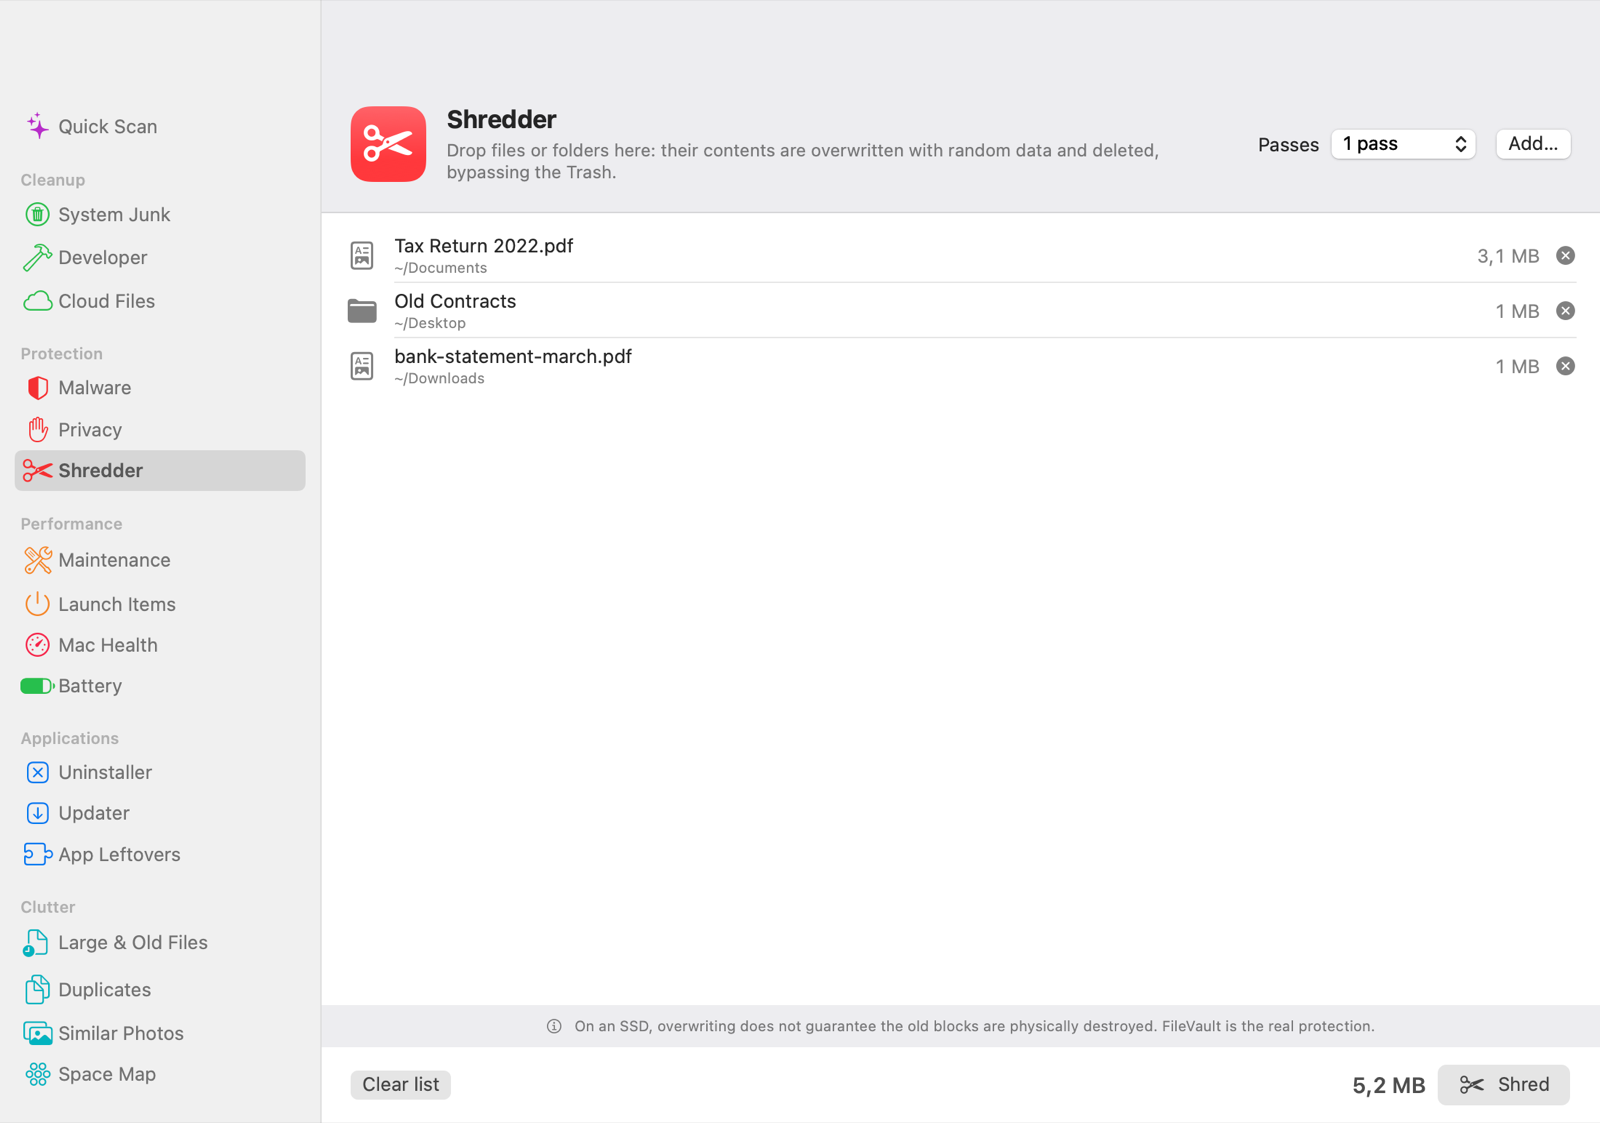 Quick Scan
Cleanup
System Junk
Developer
Cloud Files
Protection
Malware
Privacy
Shredder
Performance
Maintenance
Launch Items
Mac Health
Battery
Applications
Uninstaller
Updater
App Leftovers
Clutter
Large & Old Files
Duplicates
Similar Photos
Space Map
Shredder
Drop files or folders here: their contents are overwritten with random data and deleted,
bypassing the Trash.
Passes 1 pass Add...
Tax Return 2022.pdf
~/Documents
3,1 MB
Old Contracts
~/Desktop
1 MB
bank-statement-march.pdf
~/Downloads
1 MB
On an SSD, overwriting does not guarantee the old blocks are physically destroyed. FileVault is the real protection.
Clear list
5,2 MB
Shred